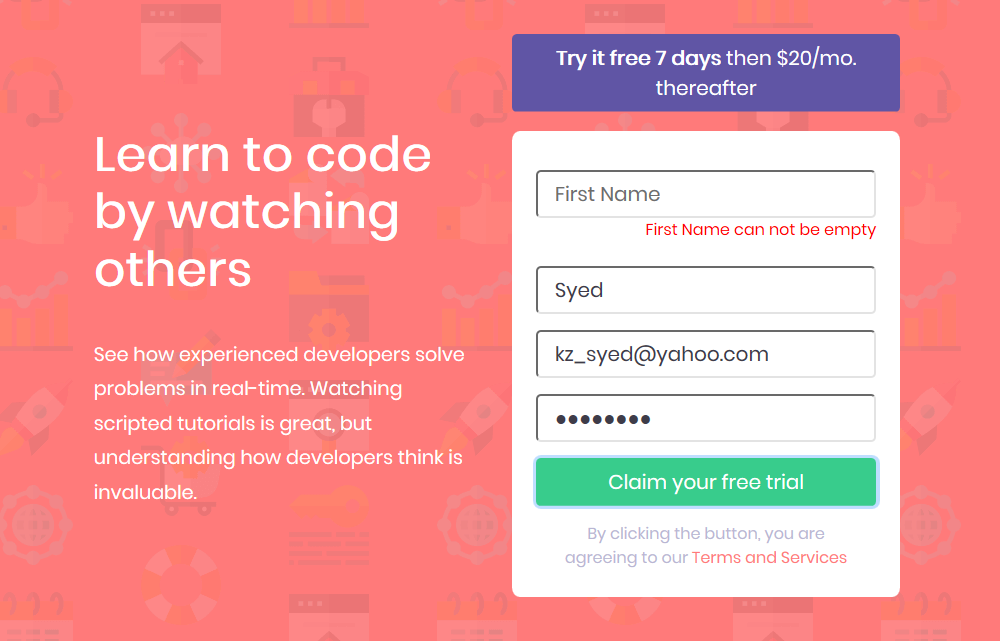 Learn to code
by watching
others
See how experienced developers solve
problems in real-time. Watching
scripted tutorials is great, but
understanding how developers think is
invaluable.
Try it free 7 days then $20/mo.
thereafter
First Name
First Name can not be empty
Syed
kz_syed@yahoo.com
●●●●●●●●
Claim your free trial
By clicking the button, you are
agreeing to our Terms and Services